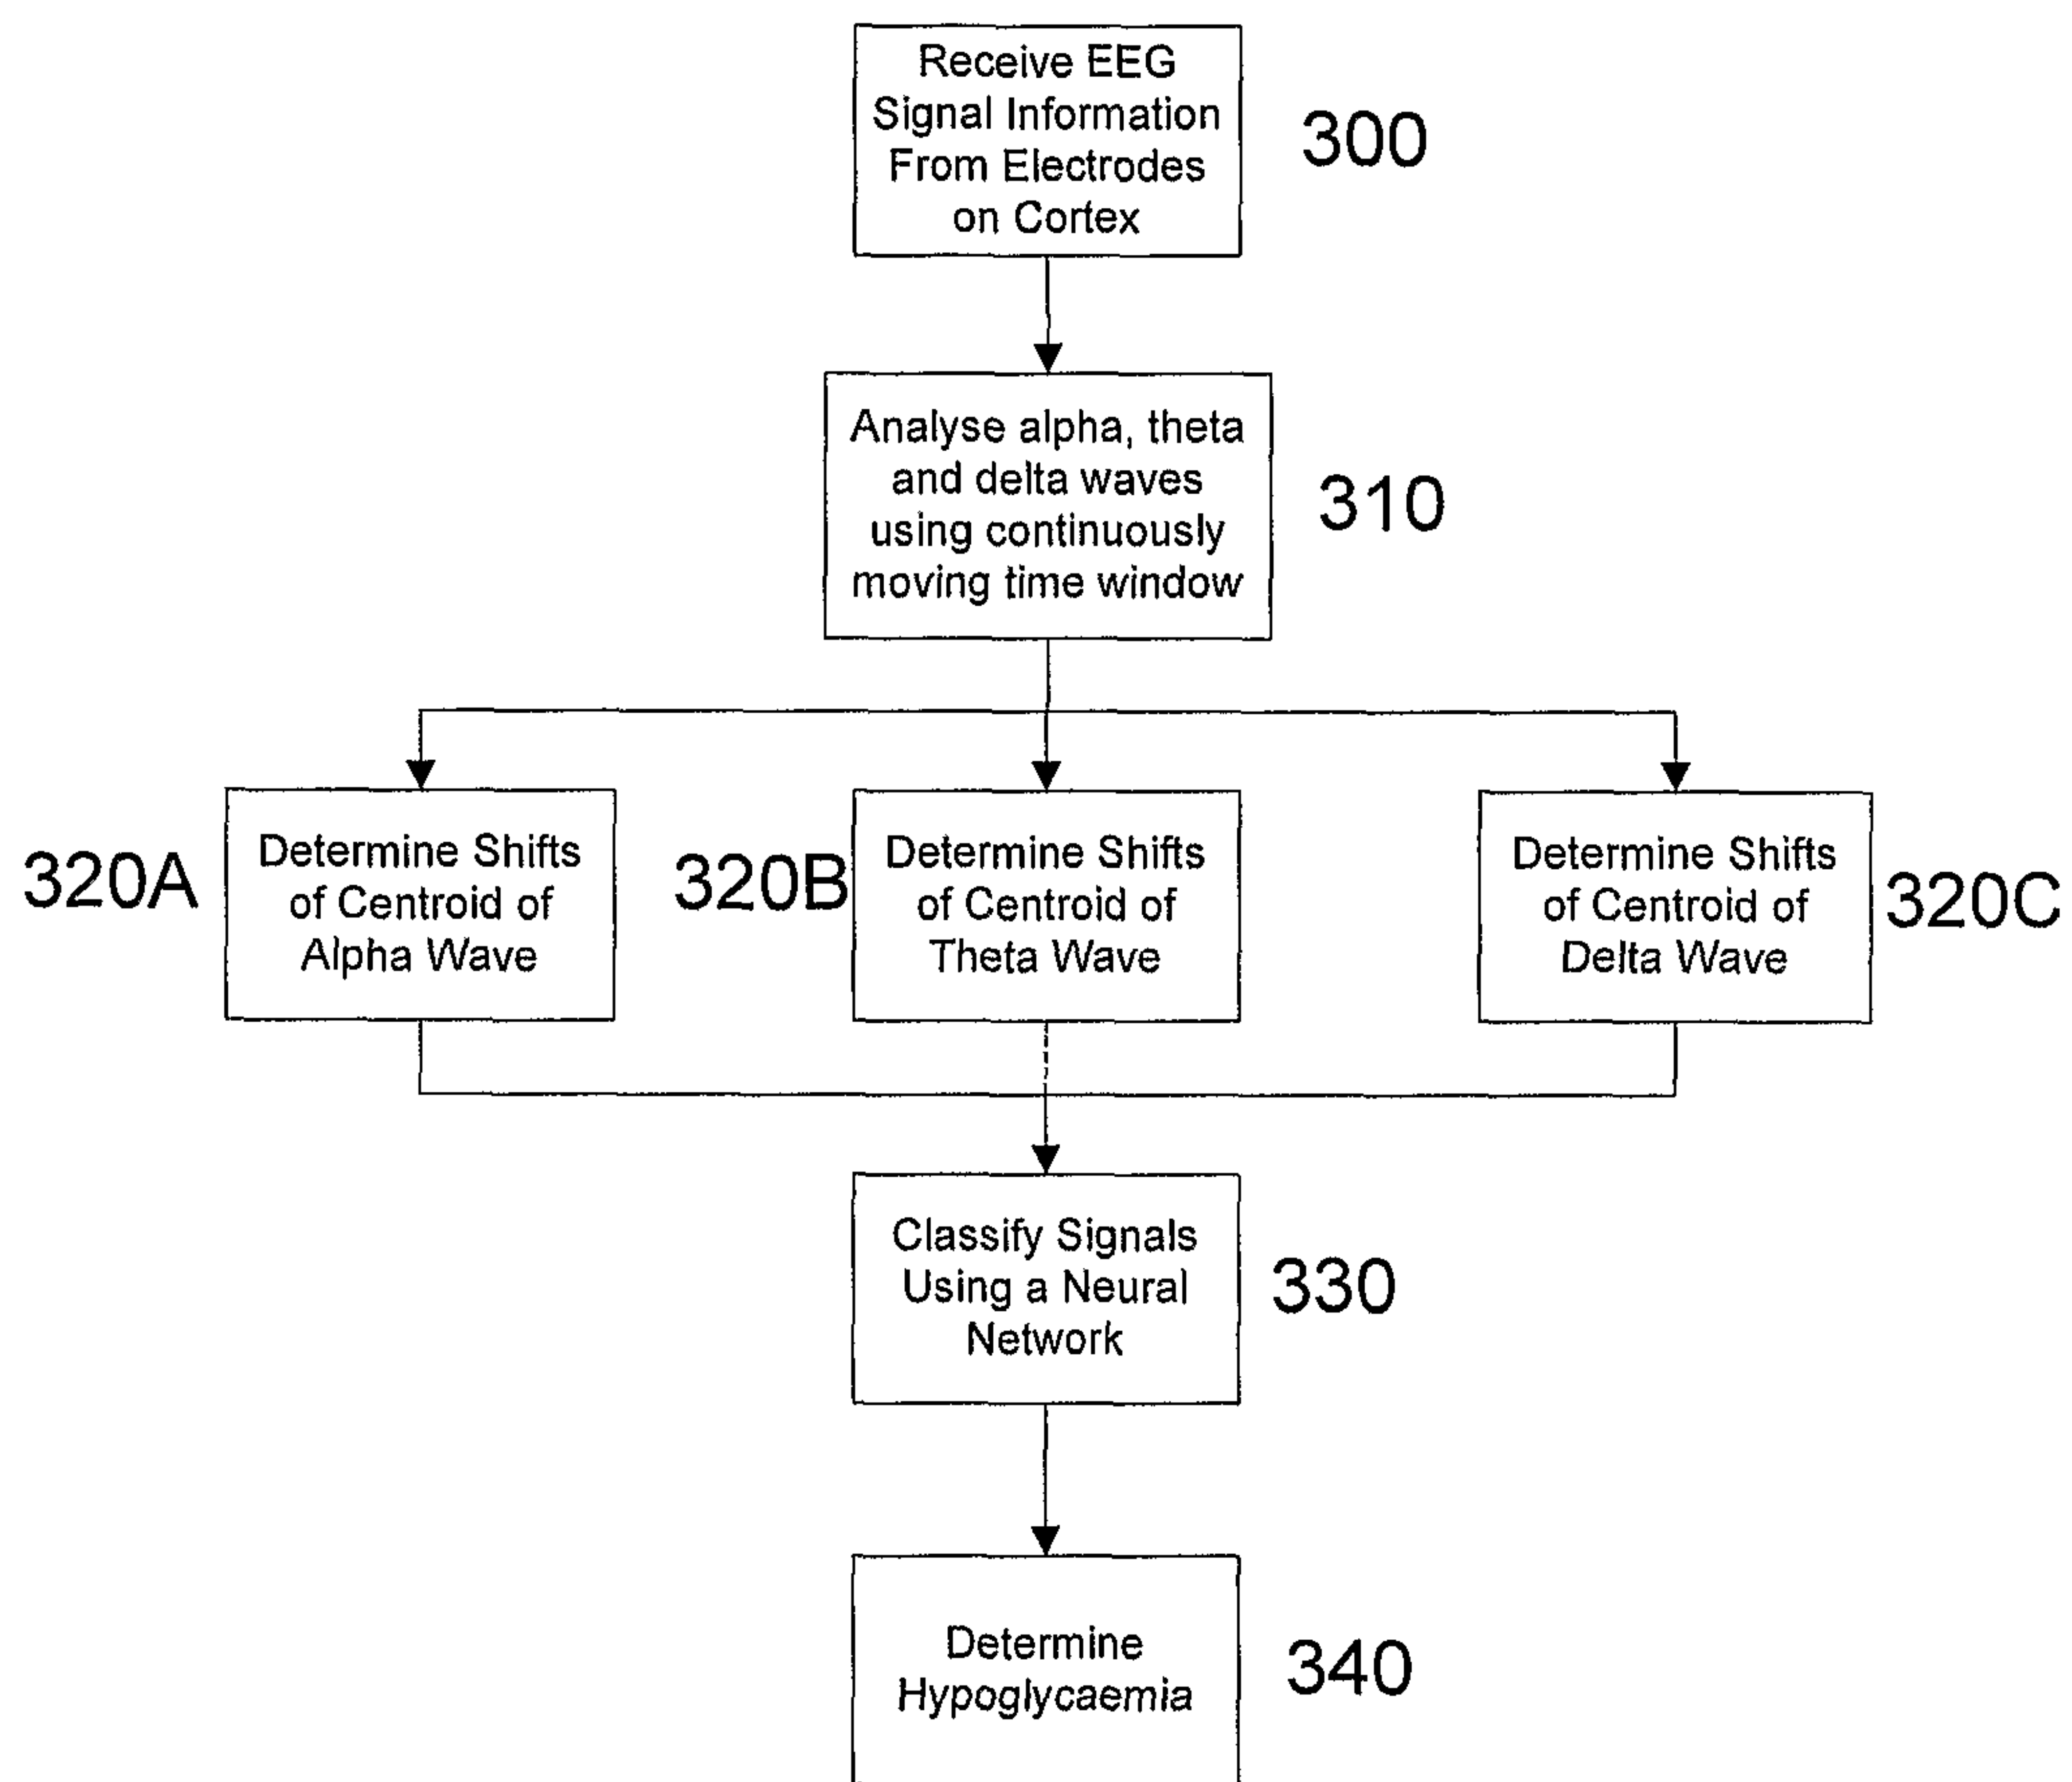 Receive EEG
Signal Information
From Electrodes
on Cortex
300
Analyse alpha, theta
and delta waves
using continuously
moving time window
310
320A
Determine Shifts
of Centroid of
Alpha Wave
320B
Determine Shifts
of Centroid of
Theta Wave
Determine Shifts
of Centroid of
Delta Wave
320C
Classify Signals
Using a Neural
Network
330
Determine
Hypoglycaemia
340